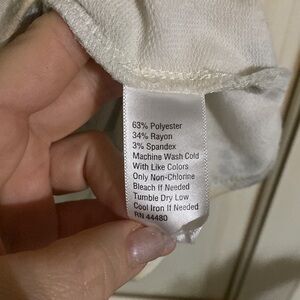 63% Polyester
34% Rayon
3% Spandex
Machine Wash Cold
With Like Colors
Only Non-Chlorine
Bleach If Needed
Tumble Dry Low
Cool Iron If Needed
RN 44480